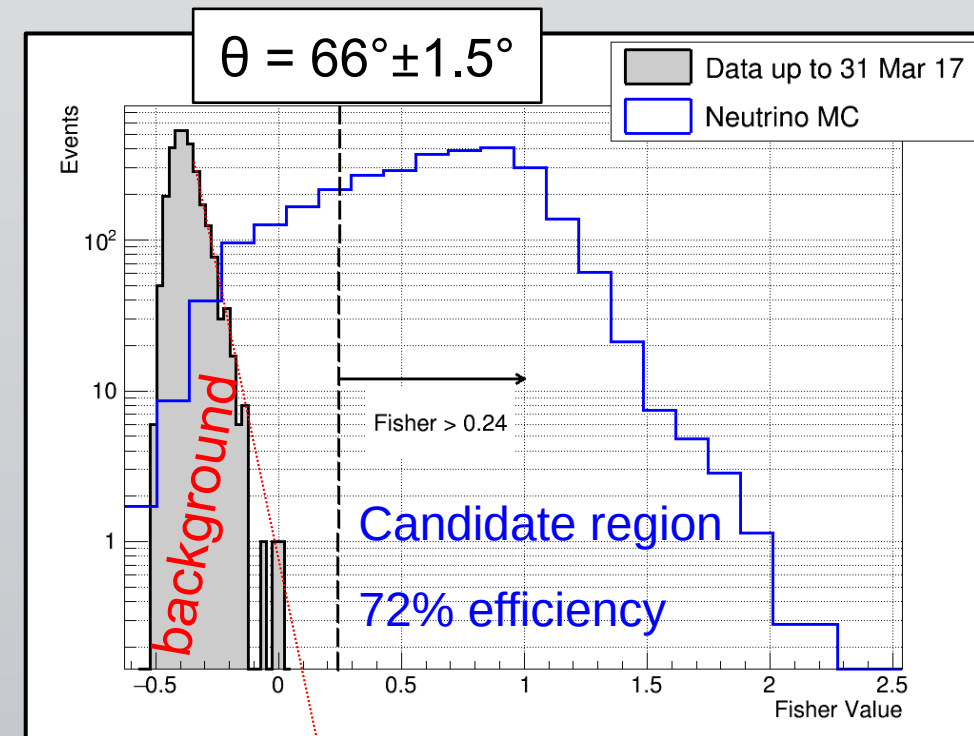 θ = 66°±1.5°
Data up to 31 Mar 17
Neutrino MC
Events
10²
10
1
Fisher > 0.24
Candidate region
72% efficiency
background
−0.5 0 0.5 1 1.5 2 2.5
Fisher Value